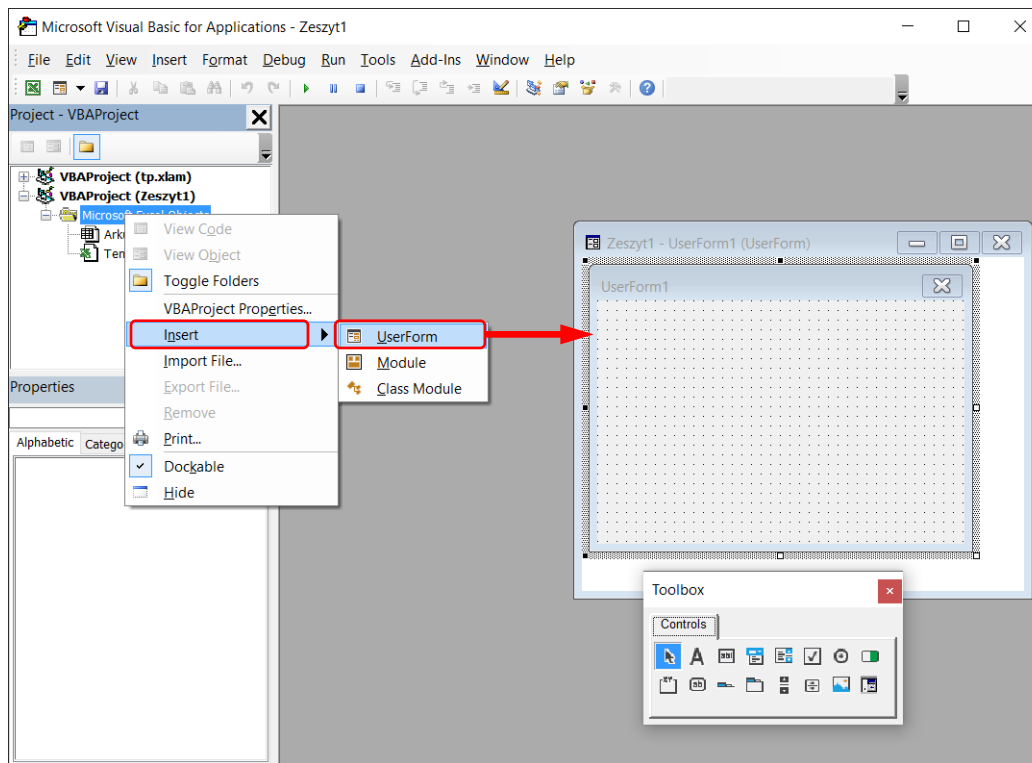 Microsoft Visual Basic for Applications - Zeszyt1
File Edit View Insert Format Debug Run Tools Add-Ins Window Help
Project - VBAProject
VBAProject (tp.xlam)
VBAProject (Zeszyt1)
Microsoft Excel Objects
View Code
View Object
Toggle Folders
VBAProject Properties...
Insert
Import File...
Export File...
Remove
Print...
Dockable
Hide
UserForm
Module
Class Module
Properties
Alphabetic
Zeszyt1 - UserForm1 (UserForm)
UserForm1
Toolbox
Controls